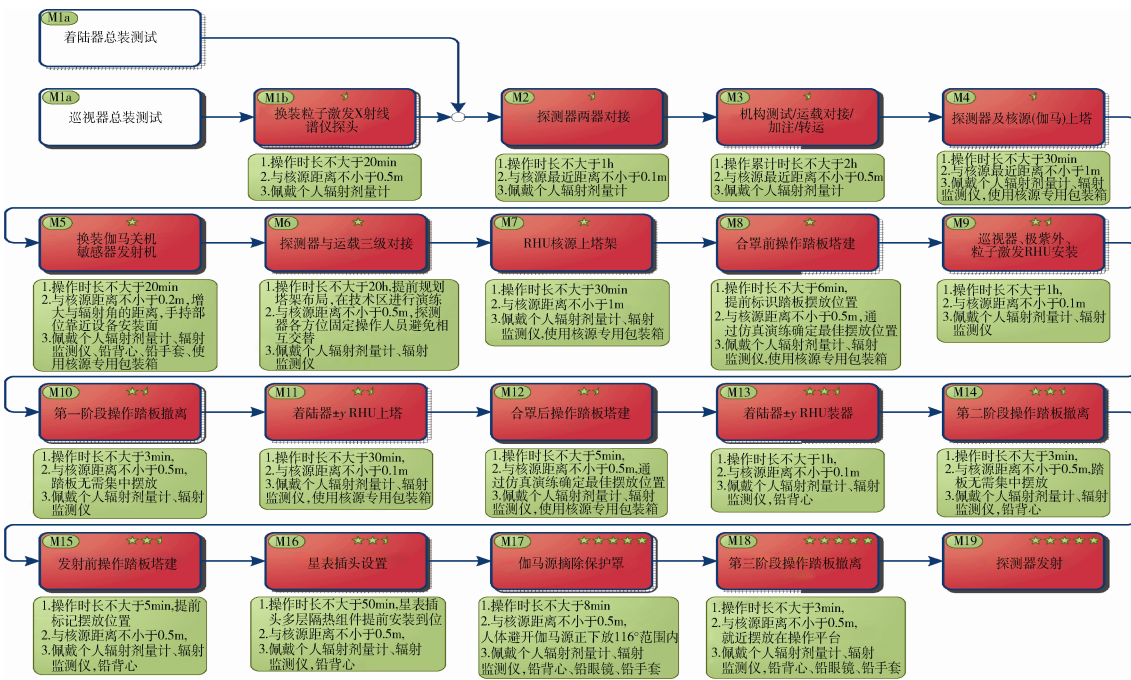 M1a
着陆器总装测试
M1a
巡视器总装测试
M1b
换装粒子激发X射线
谱仪探头
1.操作时长不大于20min
2.与核源距离不小于0.5m
3.佩戴个人辐射剂量计
M2
探测器两器对接
1.操作时长不大于1h
2.与核源最近距离不小于0.1m
3.佩戴个人辐射剂量计
M3
机构测试/运载对接/
加注/转运
1.操作累计时长不大于2h
2.与核源最近距离不小于0.5m
3.佩戴个人辐射剂量计
M4
探测器及核源(伽马)上塔
1.操作时长不大于30min
2.与核源最近距离不小于1m
3.佩戴个人辐射剂量计、辐射
监测仪,使用核源专用包装箱
M5
换装伽马关机
敏感器发射机
1.操作时长不大于20min
2.与核源距离不小于0.2m,增
大与辐射角的距离,手持部
位靠近设备安装面
3.佩戴个人辐射剂量计、辐射
监测仪、铅背心、铅手套、使
用核源专用包装箱
M6
探测器与运载三级对接
1.操作时长不大于20h,提前规划
塔架布局,在技术区进行演练
2.与核源距离不小于0.5m,探测
器各方位固定操作人员避免相
互交替
3.佩戴个人辐射剂量计、辐射
监测仪
M7
RHU核源上塔架
1.操作时长不大于30min
2.与核源距离不小于1m
3.佩戴个人辐射剂量计、辐射
监测仪,使用核源专用包装箱
M8
合罩前操作踏板塔建
1.操作时长不大于6min,
提前标识踏板摆放位置
2.与核源距离不小于0.5m,通
过仿真演练确定最佳摆放位置
3.佩戴个人辐射剂量计、辐射
监测仪,使用核源专用包装箱
M9
巡视器、极紫外、
粒子激发RHU安装
1.操作时长不大于1h,
2.与核源距离不小于0.1m
3.佩戴个人辐射剂量计、辐射
监测仪
M10
第一阶段操作踏板撤离
1.操作时长不大于3min,
2.与核源距离不小于0.5m,
踏板无需集中摆放
3.佩戴个人辐射剂量计、辐射
监测仪
M11
着陆器±y RHU上塔
1.操作时长不大于30min,
2.与核源距离不小于0.1m
3.佩戴个人辐射剂量计、辐射
监测仪,使用核源专用包装箱
M12
合罩后操作踏板塔建
1.操作时长不大于5min,
2.与核源距离不小于0.5m,通
过仿真演练确定最佳摆放位置
3.佩戴个人辐射剂量计、辐射
监测仪,使用核源专用包装箱
M13
着陆器±y RHU装器
1.操作时长不大于1h,
2.与核源距离不小于0.1m
3.佩戴个人辐射剂量计、辐射
监测仪,铅背心
M14
第二阶段操作踏板撤离
1.操作时长不大于3min,
2.与核源距离不小于0.5m,踏
板无需集中摆放
3.佩戴个人辐射剂量计、辐射
监测仪,铅背心
M15
发射前操作踏板塔建
1.操作时长不大于5min,提前
标记摆放位置
2.与核源距离不小于0.5m,
3.佩戴个人辐射剂量计、辐射
监测仪,铅背心
M16
星表插头设置
1.操作时长不大于50min,星表插
头多层隔热组件提前安装到位
2.与核源距离不小于0.5m,
3.佩戴个人辐射剂量计、辐射
监测仪,铅背心
M17
伽马源摘除保护罩
1.操作时长不大于8min
2.与核源距离不小于0.5m,
人体避开伽马源正下放116°范围内
3.佩戴个人辐射剂量计、辐射
监测仪,铅背心、铅眼镜、铅手套
M18
第三阶段操作踏板撤离
1.操作时长不大于3min,
2.与核源距离不小于0.5m,
就近摆放在操作平台
3.佩戴个人辐射剂量计、辐射
监测仪,铅背心、铅眼镜、铅手套
M19
探测器发射